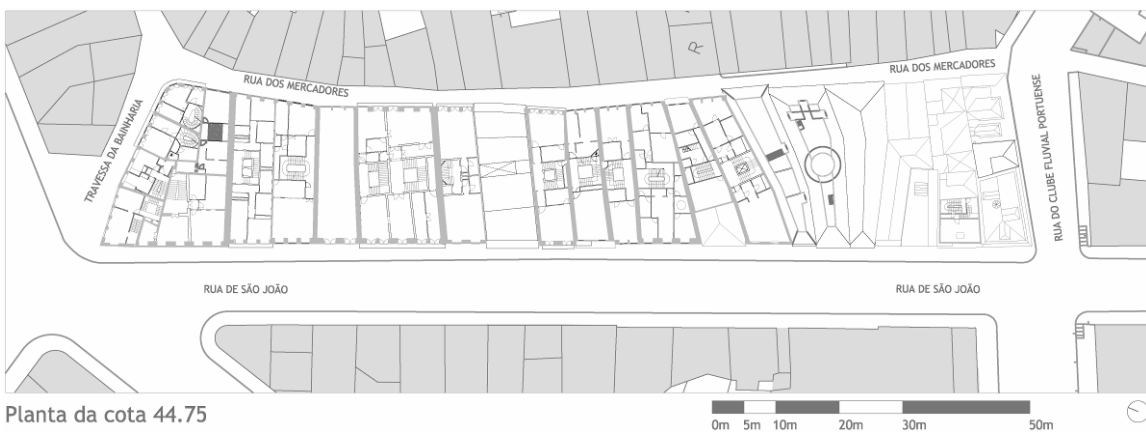 RUA DOS MERCADORES
RUA DOS MERCADORES
R
TRAVESSA DA BAINHARIA
RUA DO CLUBE FLUVIAL PORTUENSE
RUA DE SÃO JOÃO
RUA DE SÃO JOÃO
Planta da cota 44.75
0m 5m 10m 20m 30m 50m